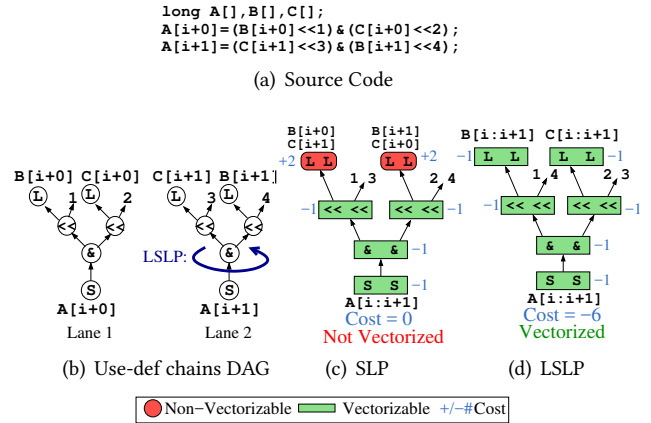 long A[],B[],C[];
A[i+0]=(B[i+0]<<1)&(C[i+0]<<2);
A[i+1]=(C[i+1]<<3)&(B[i+1]<<4);
(a) Source Code
B[i+0] C[i+0] C[i+1] B[i+1]
L 1 L 2 L 3 L 4
<< << << <<
& &
LSLP:
S S
A[i+0] A[i+1]
Lane 1 Lane 2
(b) Use-def chains DAG
B[i+0] B[i+1]
C[i+1] C[i+0]
+2 L L L L +2
1 3 2 4
-1 << << << << -1
& & -1
S S -1
A[i:i+1]
Cost = 0
Not Vectorized
(c) SLP
B[i:i+1] C[i:i+1]
-1 L L L L -1
1 4 2 3
-1 << << << << -1
& & -1
S S -1
A[i:i+1]
Cost = −6
Vectorized
(d) LSLP
Non-Vectorizable Vectorizable +/-#Cost